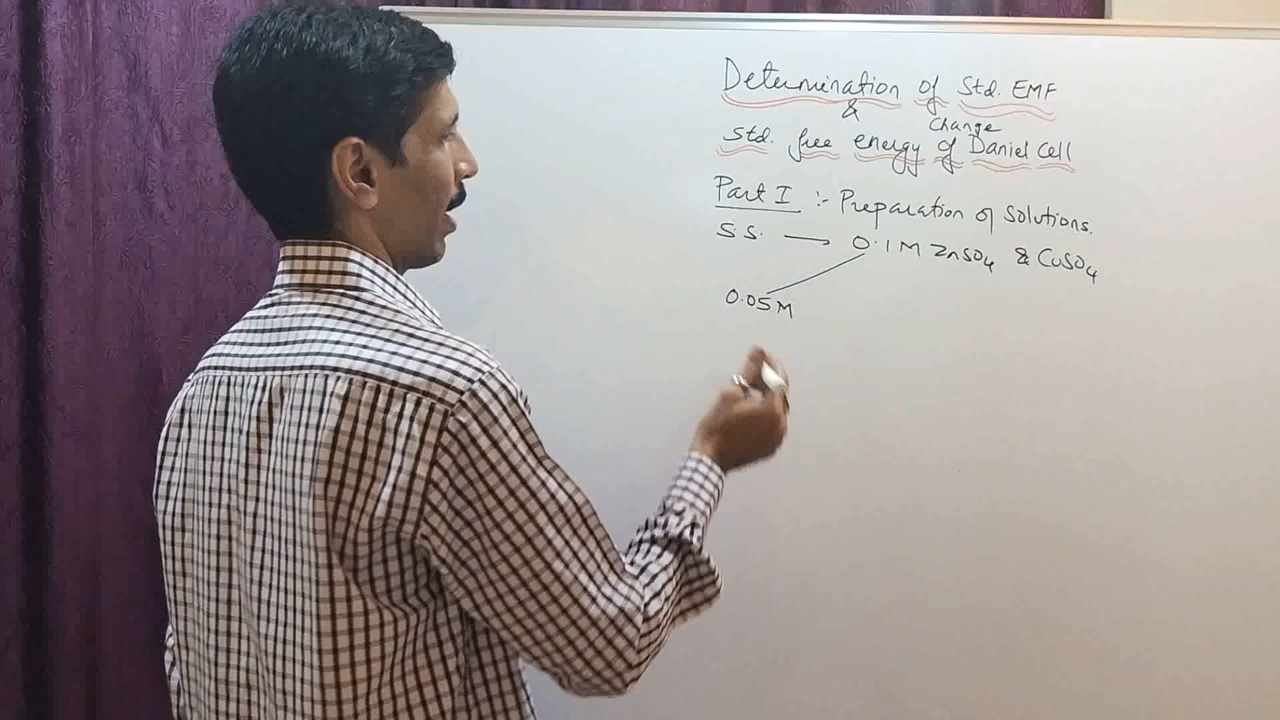 Determination of Std. EMF
& Change
Std. free energy of Daniel Cell
Part I :- Preparation of Solutions.
S S. → 0.1 M ZnSO₄ & CuSO₄
0.05 M